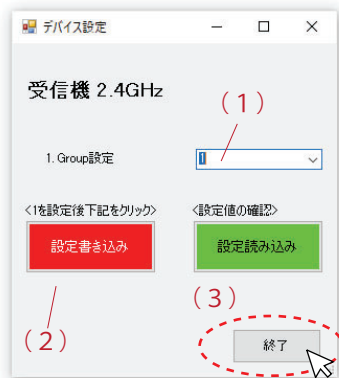 デバイス設定
受信機 2.4GHz
(1)
1. Group設定
1
<1を設定後下記をクリック>
<設定値の確認>
設定書き込み
設定読み込み
(2)
(3)
終了